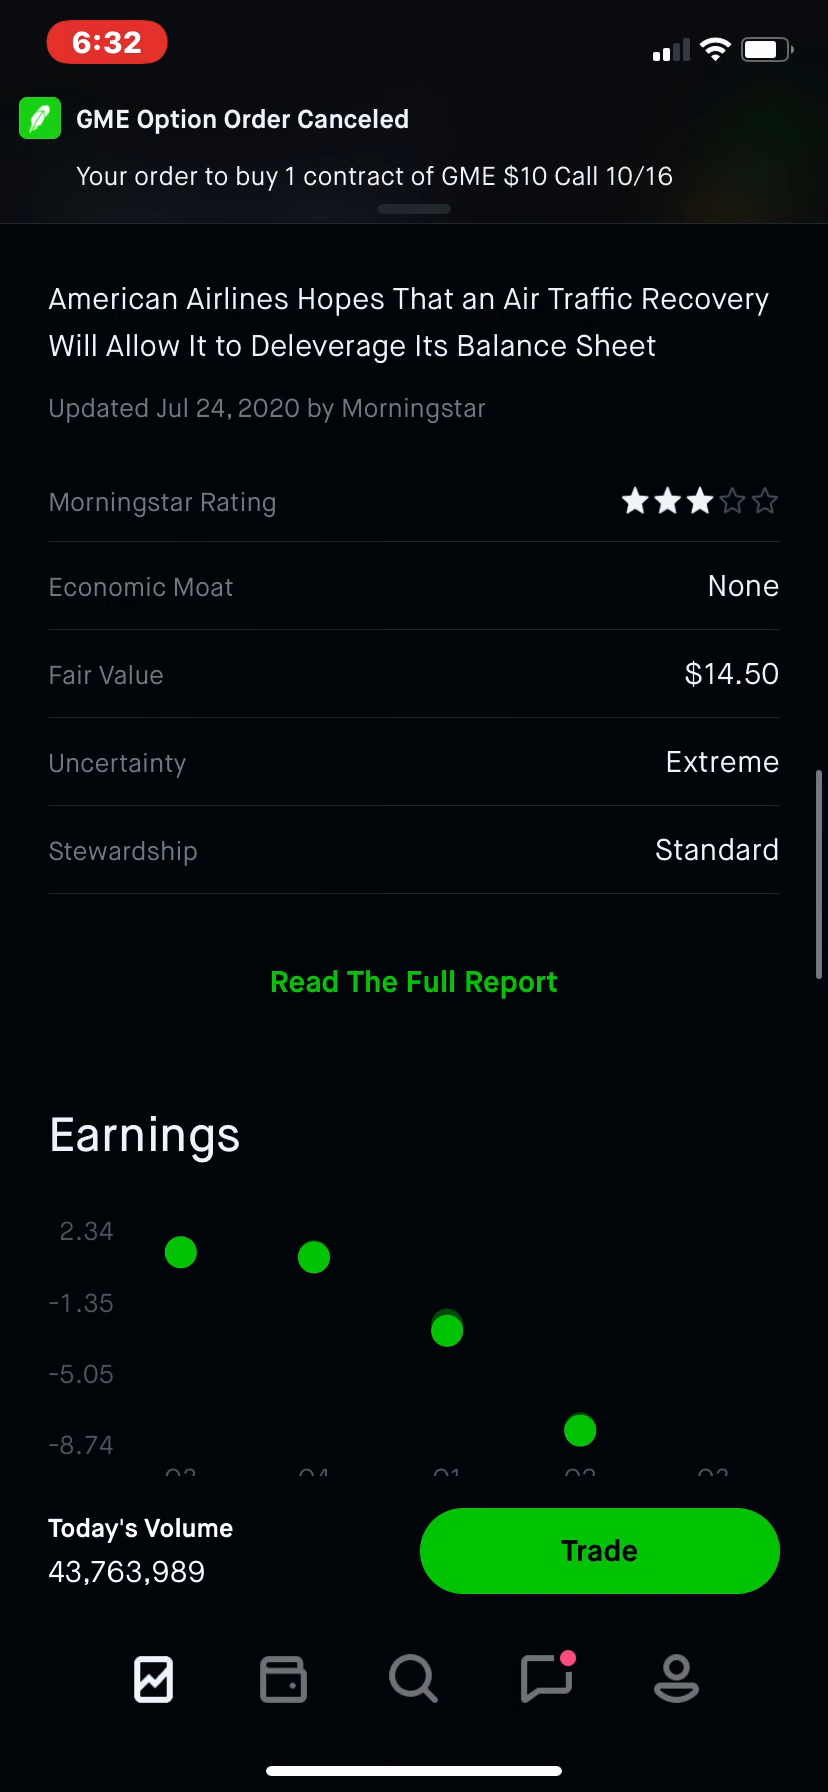 6:32
GME Option Order Canceled
Your order to buy 1 contract of GME $10 Call 10/16
American Airlines Hopes That an Air Traffic Recovery
Will Allow It to Deleverage Its Balance Sheet
Updated Jul 24, 2020 by Morningstar
Morningstar Rating
Economic Moat None
Fair Value $14.50
Uncertainty Extreme
Stewardship Standard
Read The Full Report
Earnings
2.34
-1.35
-5.05
-8.74
Today's Volume
43,763,989
Trade